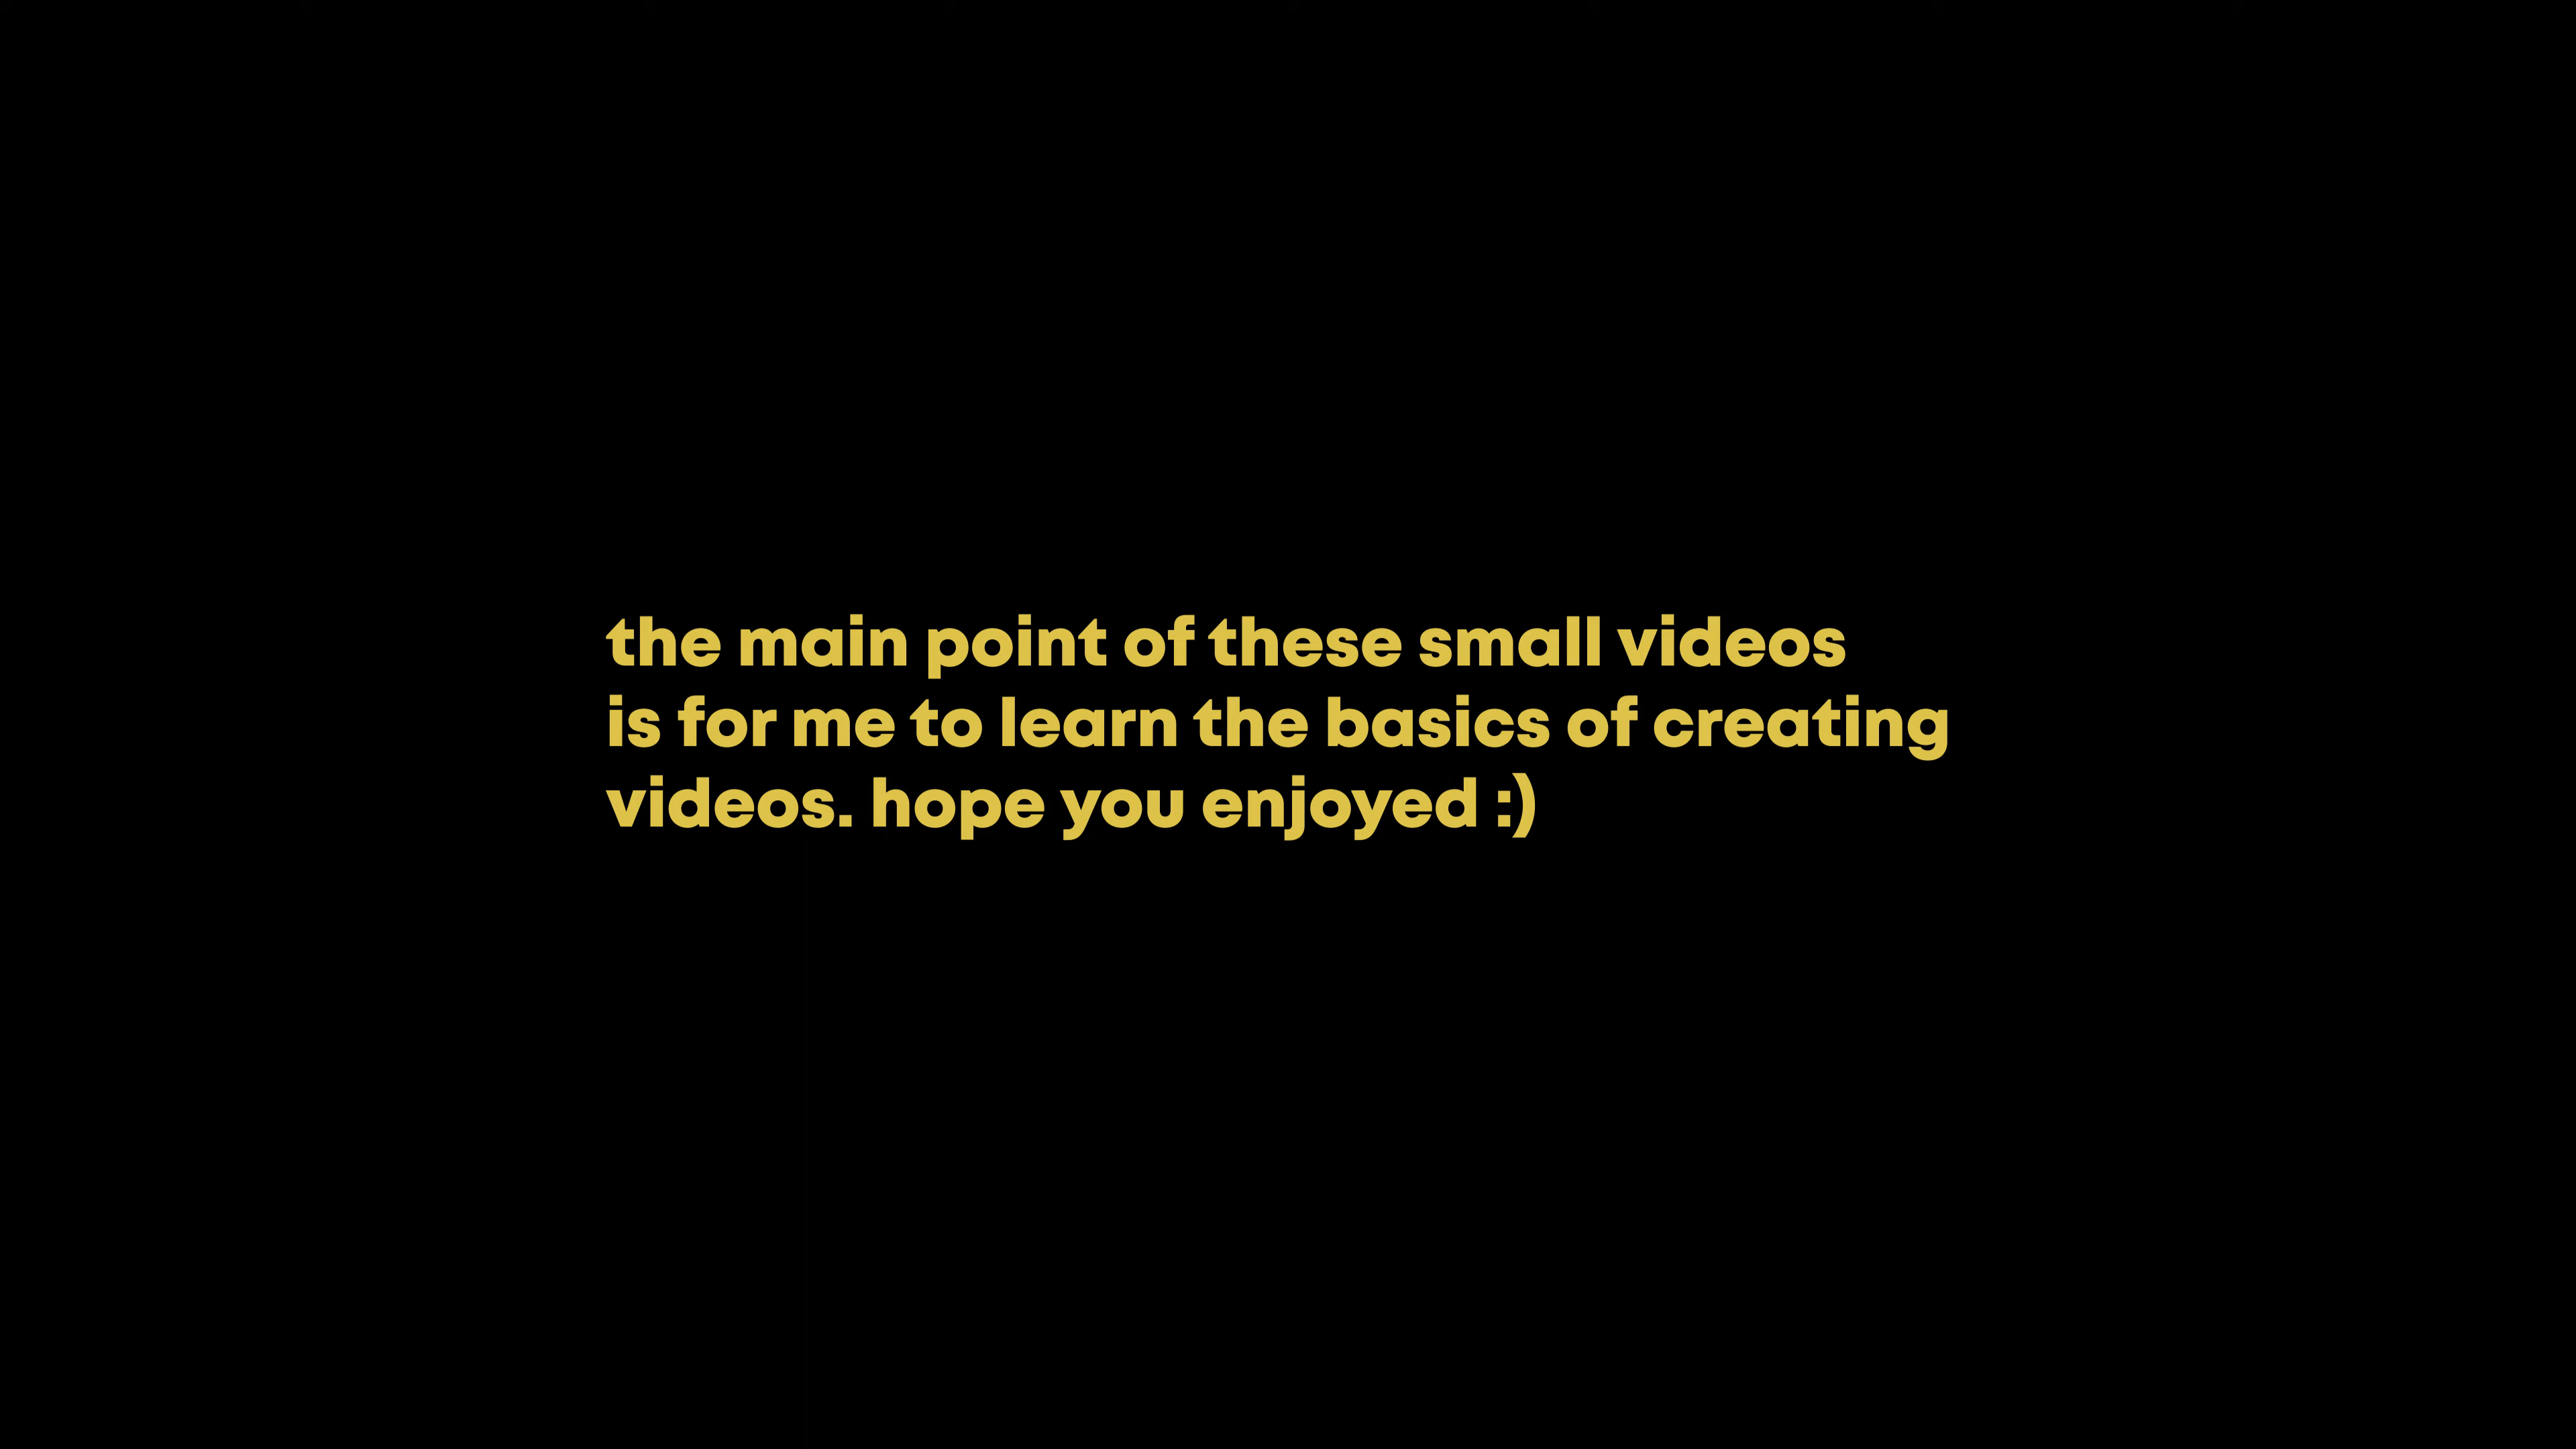 the main point of these small videos
is for me to learn the basics of creating
videos. hope you enjoyed :)